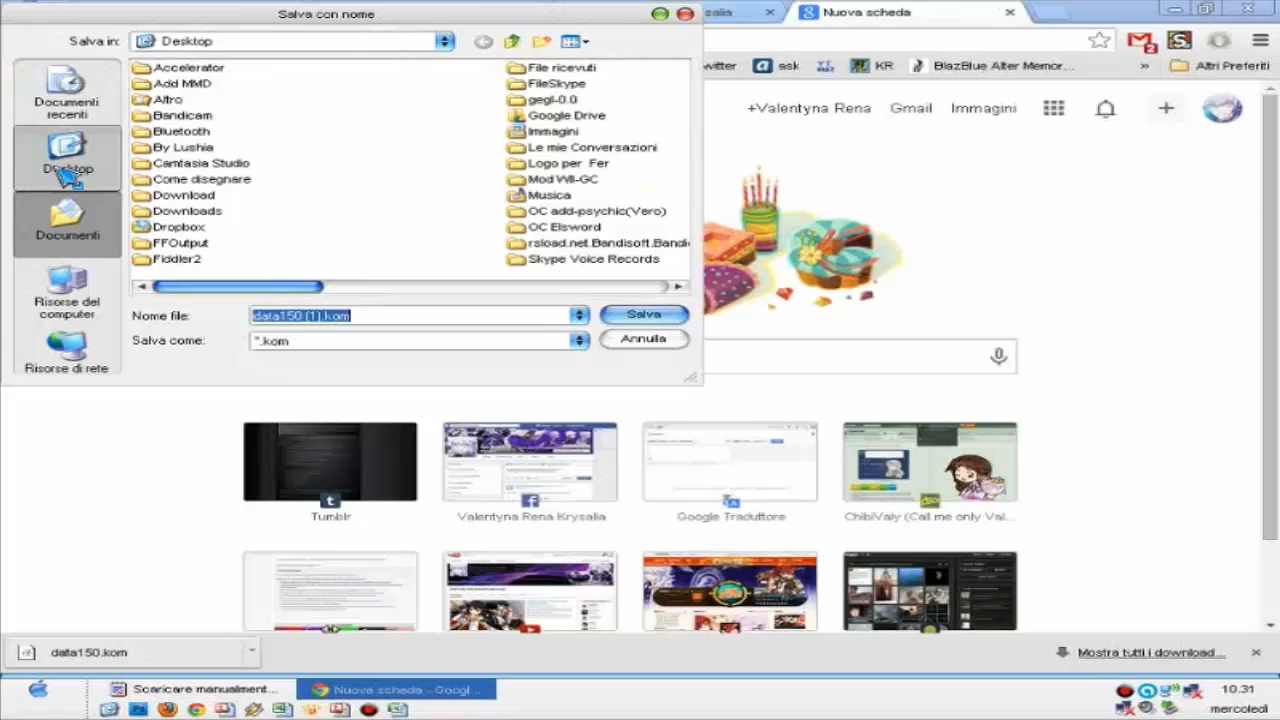 Salva con nome
salia
Nuova scheda
Salva in:
Desktop
witter
ask
KR
BlazBlue Alter Memor...
»
Altri Preferiti
2
Documenti recenti
Desktop
Documenti
Risorse del computer
Risorse di rete
Accelerator
Add MMD
Altro
Bandicam
Bluetooth
By Lushia
Camtasia Studio
Come disegnare
Download
Downloads
Dropbox
FFOutput
Fiddler2
File ricevuti
FileSkype
gegl-0.0
Google Drive
Immagini
Le mie Conversazioni
Logo per Fer
Mod WII-GC
Musica
OC add-psychic(Vero)
OC Elsword
rsload.net.Bandisoft.Bandi
Skype Voice Records
Nome file:
data150 (1).kom
Salva
Salva come:
*.kom
Annulla
+Valentyna Rena
Gmail
Immagini
Tumblr
Valentyna Rena Krysalia
Google Traduttore
ChibiValy (Call me only Val...
data150.kom
Mostra tutti i download...
Scaricare manualment...
Nuova scheda - Googl...
10.31
mercoledì